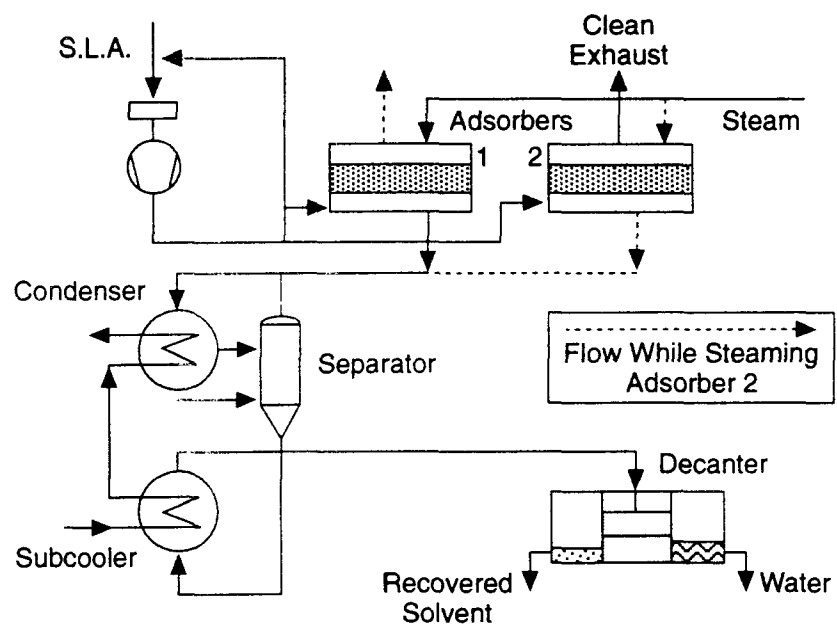 S.L.A.
Clean
Exhaust
Adsorbers
Steam
1
2
Condenser
Separator
Flow While Steaming
Adsorber 2
Decanter
Subcooler
Recovered
Solvent
Water